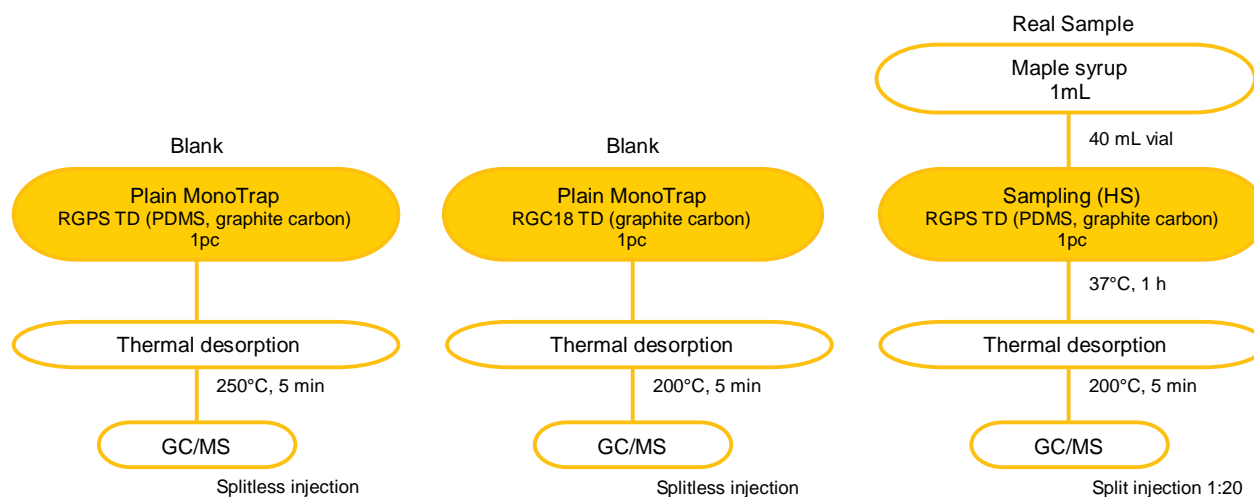 Blank
Plain MonoTrap
RGPS TD (PDMS, graphite carbon)
1pc
Thermal desorption
250°C, 5 min
GC/MS
Splitless injection
Blank
Plain MonoTrap
RGC18 TD (graphite carbon)
1pc
Thermal desorption
200°C, 5 min
GC/MS
Splitless injection
Real Sample
Maple syrup
1mL
40 mL vial
Sampling (HS)
RGPS TD (PDMS, graphite carbon)
1pc
37°C, 1 h
Thermal desorption
200°C, 5 min
GC/MS
Split injection 1:20